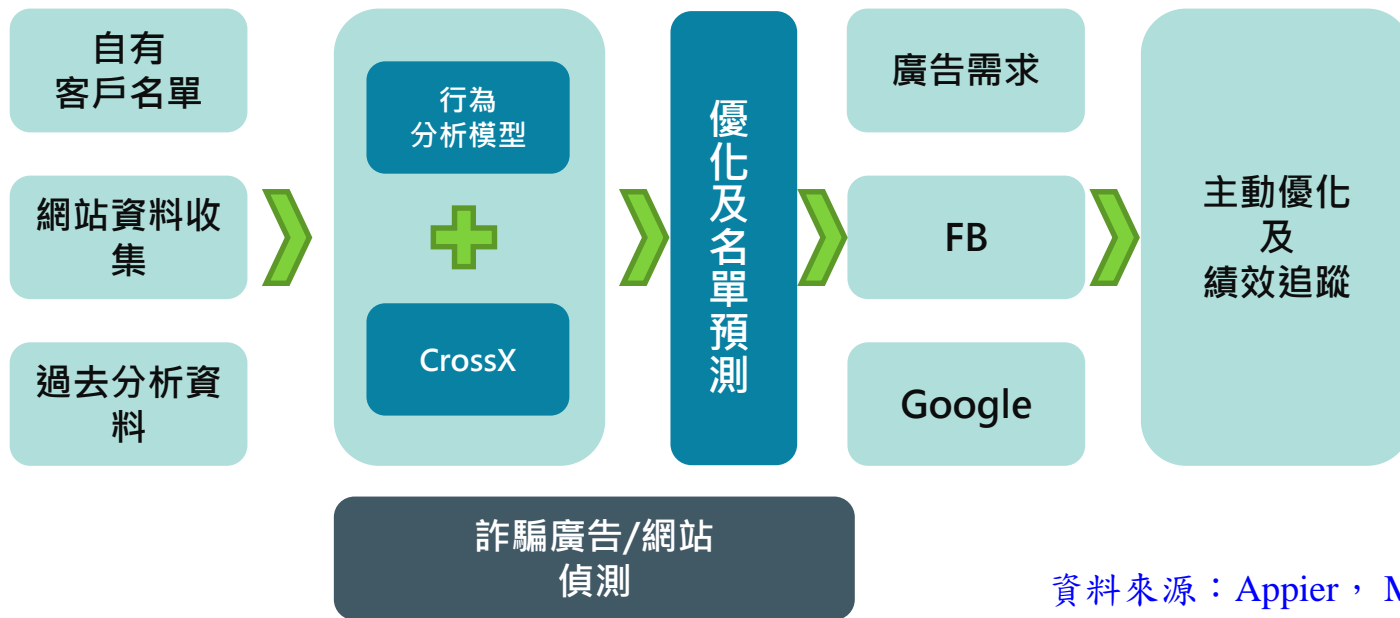 自有
客戶名單
網站資料收
集
過去分析資
料
行為
分析模型
CrossX
優化及名單預測
廣告需求
FB
Google
主動優化
及
績效追蹤
詐騙廣告/網站
偵測
資料來源：Appier，